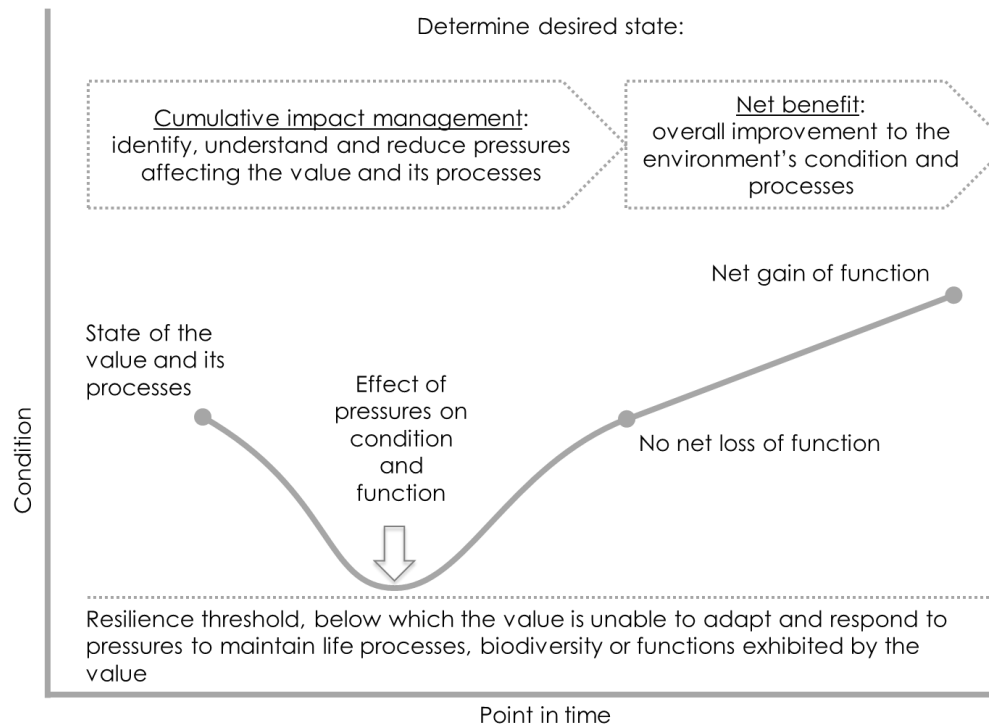 Determine desired state:
Cumulative impact management:
identify, understand and reduce pressures
affecting the value and its processes
Net benefit:
overall improvement to the
environment's condition and
processes
Net gain of function
State of the
value and its
processes
Effect of
pressures on
condition
and
function
No net loss of function
Condition
Resilience threshold, below which the value is unable to adapt and respond to
pressures to maintain life processes, biodiversity or functions exhibited by the
value
Point in time